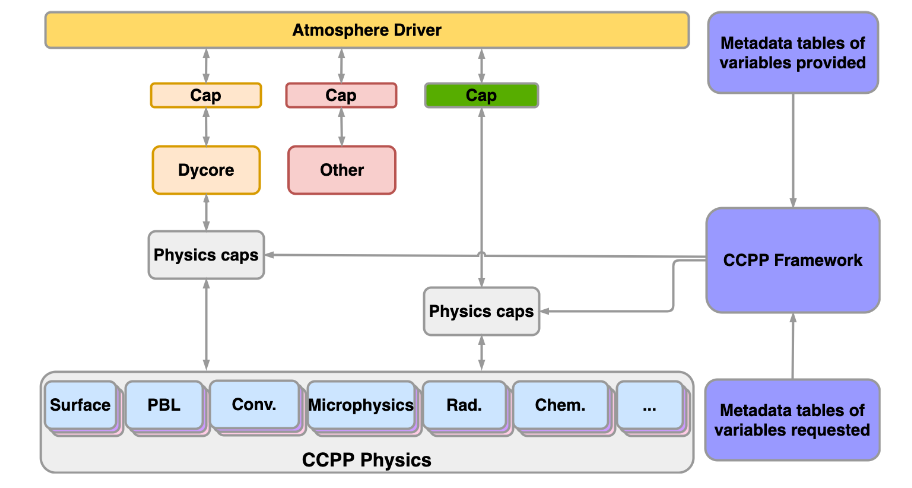 Atmosphere Driver
Metadata tables of
variables provided
Cap
Cap
Cap
Dycore
Other
Physics caps
CCPP Framework
Physics caps
Surface
PBL
Conv.
Microphysics
Rad.
Chem.
...
Metadata tables of
variables requested
CCPP Physics